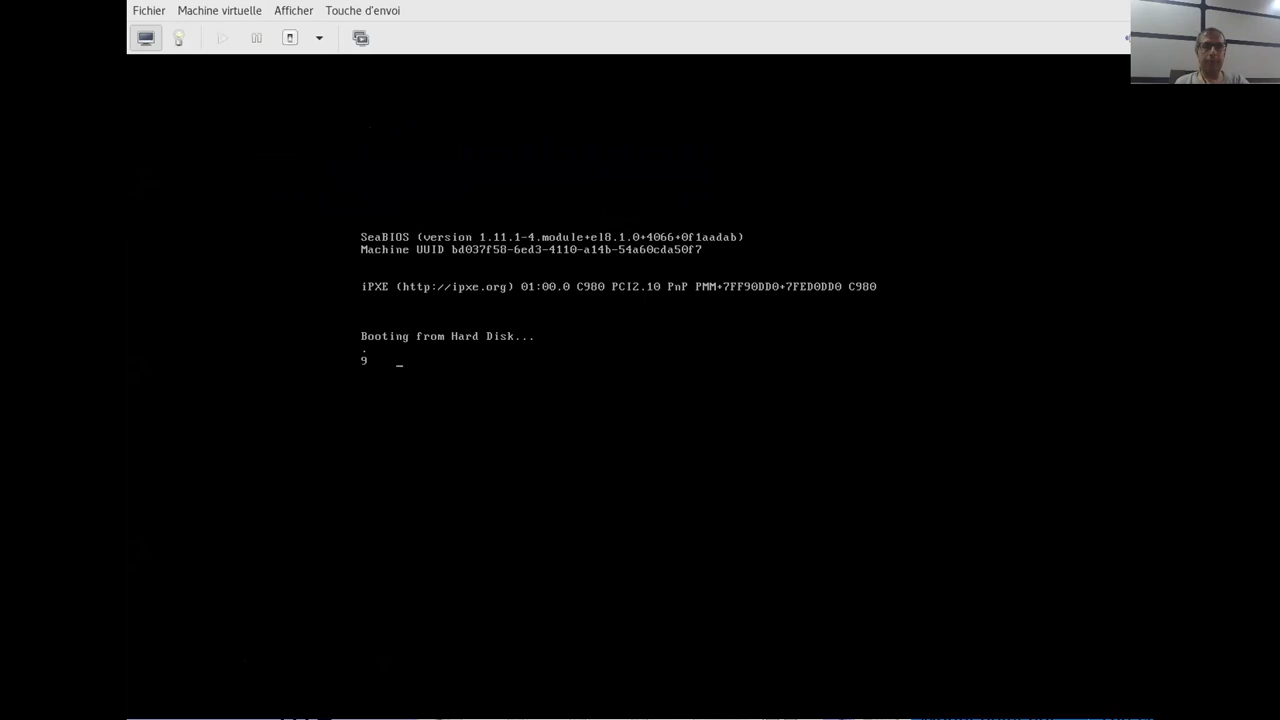 Fichier Machine virtuelle Afficher Touche d'envoi
SeaBIOS (version 1.11.1-4.module+el8.1.0+4066+0f1aadab)
Machine UUID bd037f58-6ed3-4110-a14b-54a60cda50f7
iPXE (http://ipxe.org) 01:00.0 C980 PCI2.10 PnP PMM+7FF90DD0+7FED0DD0 C980
Booting from Hard Disk...
.
9 _